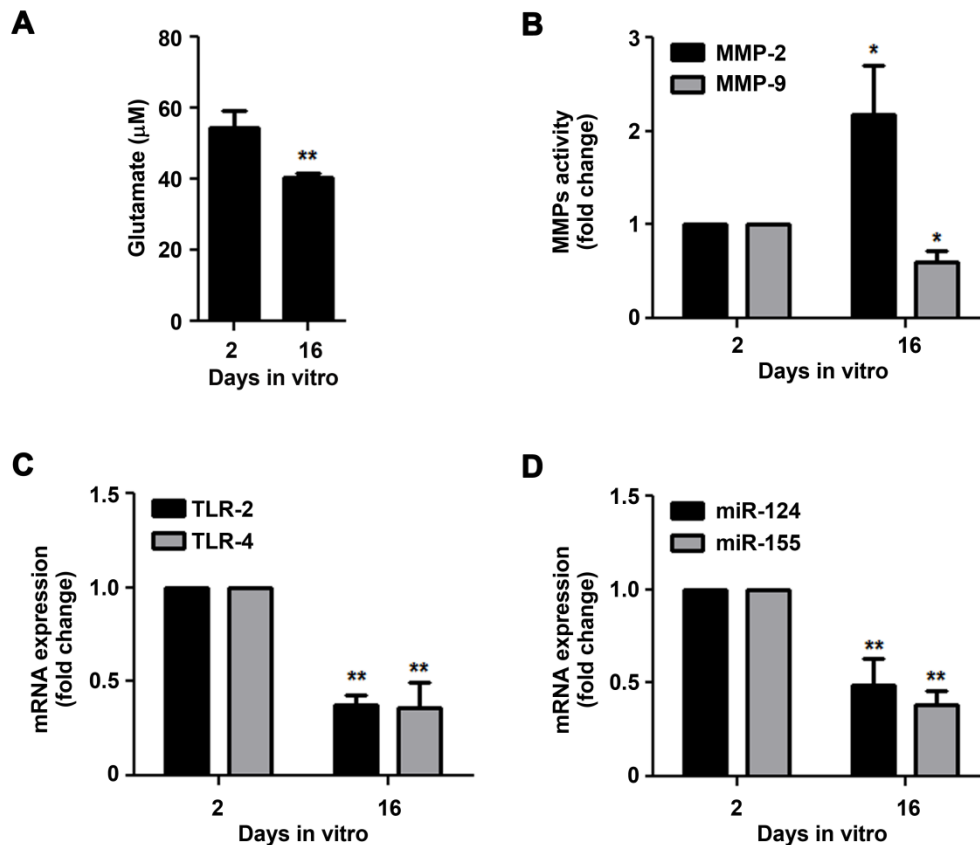 A
80
60
40
20
0
Glutamate (µM)
**
2
16
Days in vitro
B
3
2
1
0
MMPs activity
(fold change)
MMP-2
MMP-9
*
*
2
16
Days in vitro
C
1.5
1.0
0.5
0
mRNA expression
(fold change)
TLR-2
TLR-4
**
**
2
16
Days in vitro
D
1.5
1.0
0.5
0
mRNA expression
(fold change)
miR-124
miR-155
**
**
2
16
Days in vitro